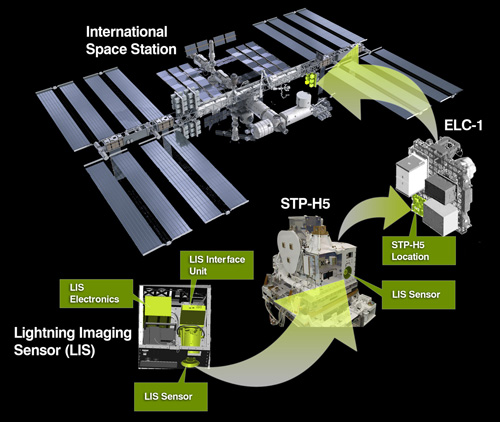 International
Space Station
ELC-1
STP-H5
STP-H5
Location
LIS Interface
Unit
LIS
Electronics
LIS Sensor
Lightning Imaging
Sensor (LIS)
LIS Sensor